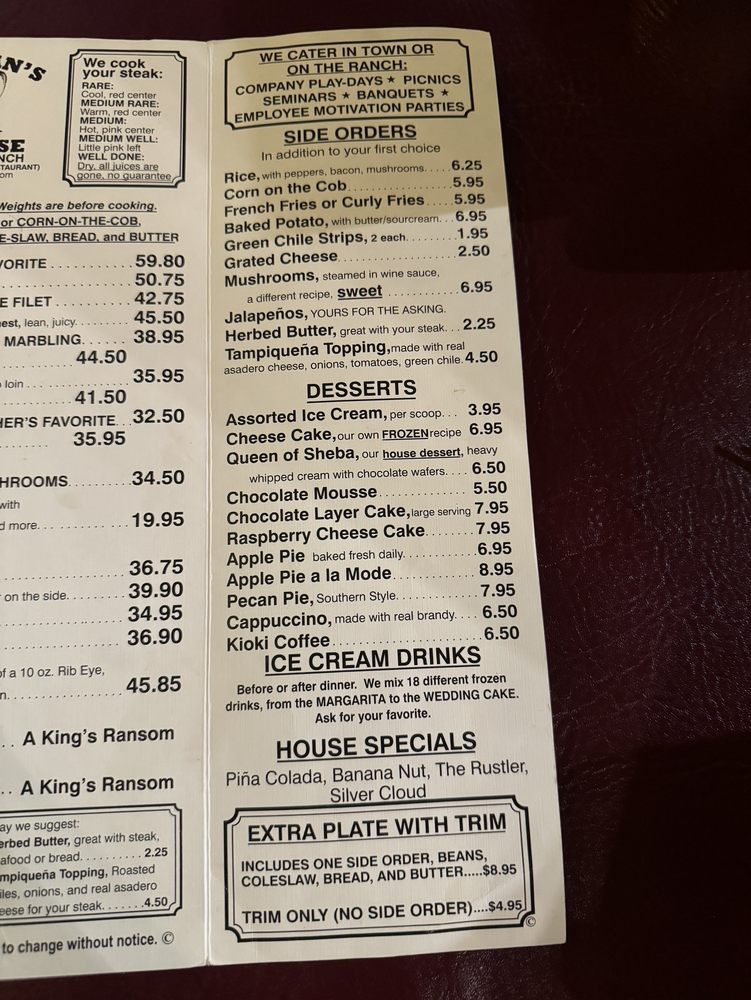 N'S
SE
NCH
TAURANT)
om
We cook
your steak:
RARE:
Cool, red center
MEDIUM RARE:
Warm, red center
MEDIUM:
Hot, pink center
MEDIUM WELL:
Little pink left
WELL DONE:
Dry, all juices are
gone, no guarantee
Weights are before cooking.
or CORN-ON-THE-COB,
E-SLAW, BREAD, and BUTTER
VORITE . . . . . . . . . . 59.80
. . . . . . . . . . . . . . . . . 50.75
E FILET . . . . . . . . . . 42.75
est, lean, juicy. . . . . . . . 45.50
MARBLING. . . . . . 38.95
44.50
loin . . . . . . . . . . . . . . 35.95
. . . . . . . . . . . 41.50
HER'S FAVORITE. . . 32.50
. . . . . . . . 35.95
HROOMS. . . . . . . . . . 34.50
with
d more. . . . . . . . . . . . . 19.95
. . . . . . . . . . . . . . . . . 36.75
on the side. . . . . . . . . 39.90
. . . . . . . . . . . . . . . . . 34.95
. . . . . . . . . . . . . . . . . 36.90
of a 10 oz. Rib Eye,
n. . . . . . . . . . . . . . . . . 45.85
. . A King's Ransom
. . . A King's Ransom
ay we suggest:
erbed Butter, great with steak,
afood or bread. . . . . . . . . . 2.25
mpiqueña Topping, Roasted
iles, onions, and real asadero
eese for your steak. . . . . . .4.50
to change without notice. ©
WE CATER IN TOWN OR
ON THE RANCH:
COMPANY PLAY-DAYS ★ PICNICS
SEMINARS ★ BANQUETS ★
EMPLOYEE MOTIVATION PARTIES
SIDE ORDERS
In addition to your first choice
Rice, with peppers, bacon, mushrooms. . . . .6.25
Corn on the Cob. . . . . . . . . . . . . . . . 5.95
French Fries or Curly Fries. . . . . 5.95
Baked Potato, with butter/sourcream. . . 6.95
Green Chile Strips, 2 each. . . . . . . . . 1.95
Grated Cheese. . . . . . . . . . . . . . . . . . 2.50
Mushrooms, steamed in wine sauce,
a different recipe, sweet . . . . . . . . . . . .6.95
Jalapeños, YOURS FOR THE ASKING.
Herbed Butter, great with your steak. . . 2.25
Tampiqueña Topping,made with real
asadero cheese, onions, tomatoes, green chile. 4.50
DESSERTS
Assorted Ice Cream, per scoop. . . 3.95
Cheese Cake,our own FROZEN recipe 6.95
Queen of Sheba, our house dessert, heavy
whipped cream with chocolate wafers. . . . 6.50
Chocolate Mousse. . . . . . . . . . . . . . 5.50
Chocolate Layer Cake,large serving 7.95
Raspberry Cheese Cake. . . . . . . . 7.95
Apple Pie baked fresh daily. . . . . . . . . . . 6.95
Apple Pie a la Mode. . . . . . . . . . . . . 8.95
Pecan Pie, Southern Style. . . . . . . . . . . . 7.95
Cappuccino, made with real brandy. . . . 6.50
Kioki Coffee. . . . . . . . . . . . . . . . . . . . . .6.50
ICE CREAM DRINKS
Before or after dinner. We mix 18 different frozen
drinks, from the MARGARITA to the WEDDING CAKE.
Ask for your favorite.
HOUSE SPECIALS
Piña Colada, Banana Nut, The Rustler,
Silver Cloud
EXTRA PLATE WITH TRIM
INCLUDES ONE SIDE ORDER, BEANS,
COLESLAW, BREAD, AND BUTTER.....$8.95
TRIM ONLY (NO SIDE ORDER)....$4.95
©